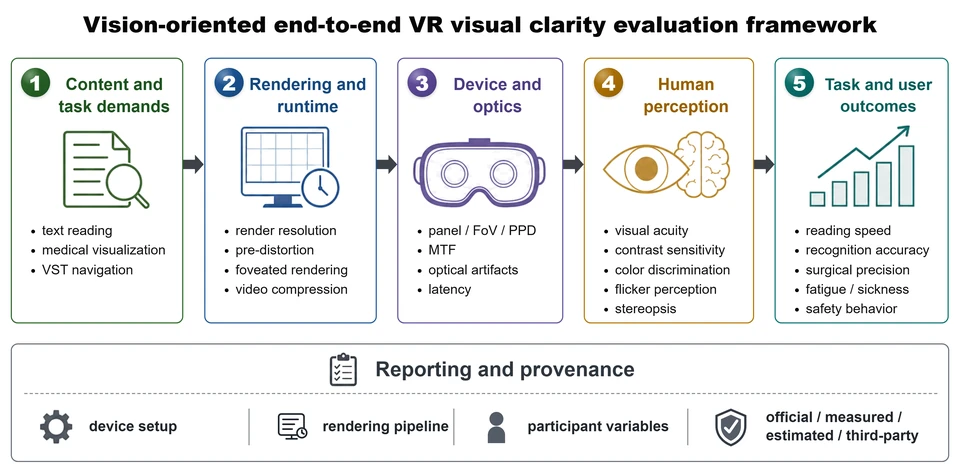 Vision-oriented end-to-end VR visual clarity evaluation framework
1
Content and
task demands
text reading
medical visualization
VST navigation
2
Rendering and
runtime
render resolution
pre-distortion
foveated rendering
video compression
3
Device and
optics
panel / FoV / PPD
MTF
optical artifacts
latency
4
Human
perception
visual acuity
contrast sensitivity
color discrimination
flicker perception
stereopsis
5
Task and user
outcomes
reading speed
recognition accuracy
surgical precision
fatigue / sickness
safety behavior
Reporting and provenance
device setup
rendering pipeline
participant variables
official / measured /
estimated / third-party